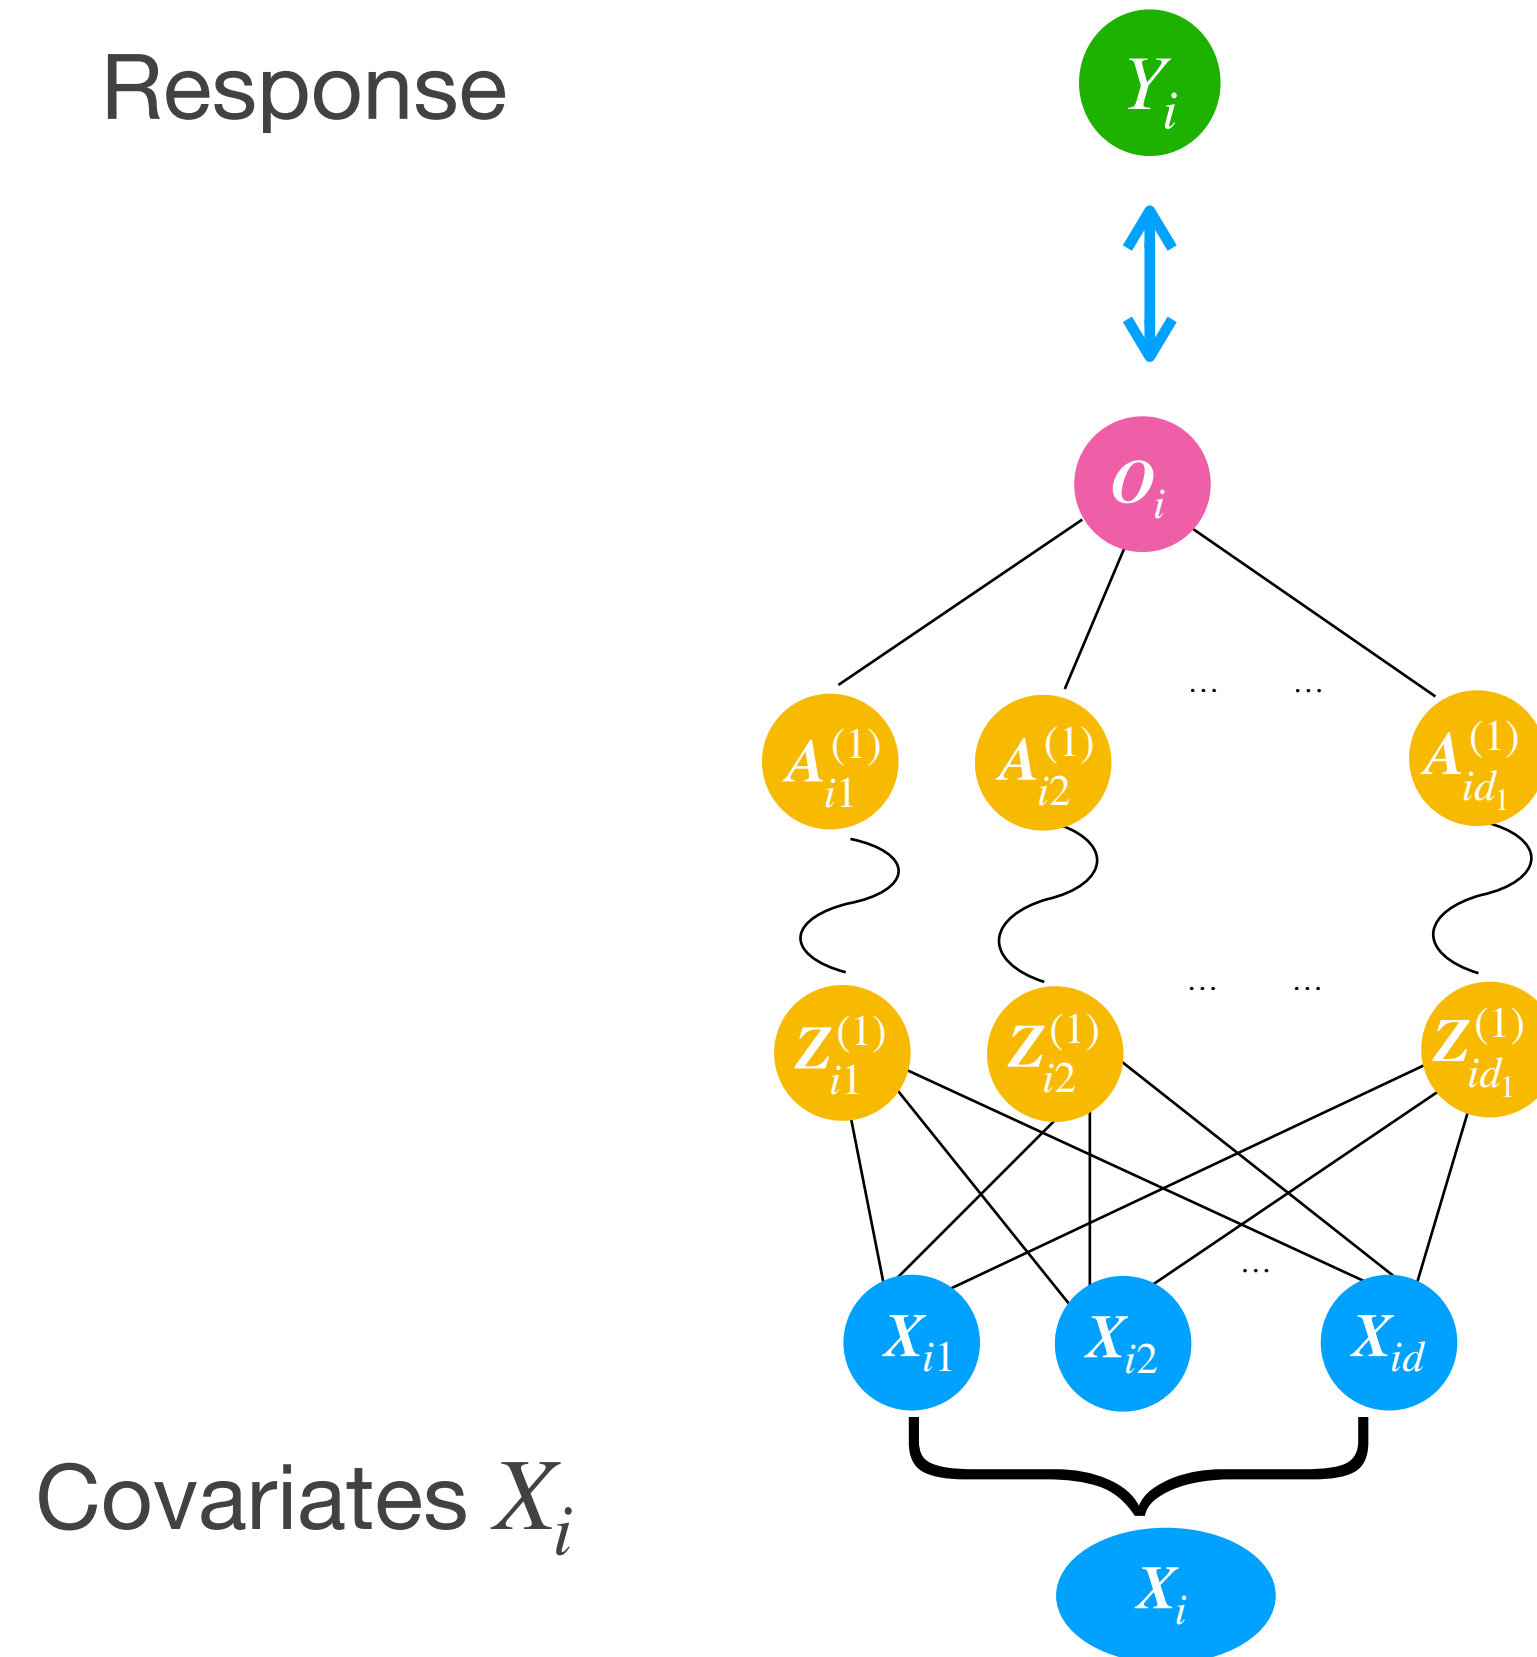 Response
Y_i
O_i
A_{i1}^{(1)} A_{i2}^{(1)} ... ... A_{id_1}^{(1)}
Z_{i1}^{(1)} Z_{i2}^{(1)} ... ... Z_{id_1}^{(1)}
...
X_{i1} X_{i2} X_{id}
Covariates X_i
X_i